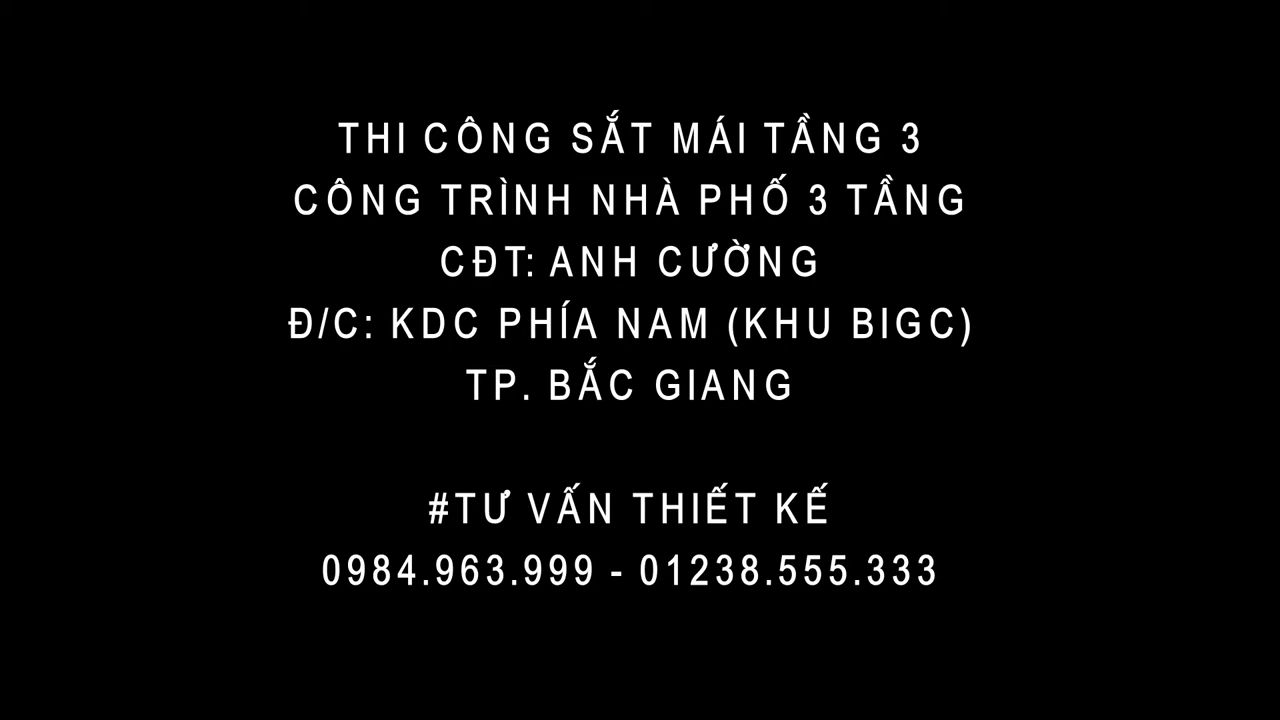 THI CÔNG SẮT MÁI TẦNG 3
CÔNG TRÌNH NHÀ PHỐ 3 TẦNG
CĐT: ANH CƯỜNG
Đ/C: KDC PHÍA NAM (KHU BIGC)
TP. BẮC GIANG
#TƯ VẤN THIẾT KẾ
0984.963.999 - 01238.555.333